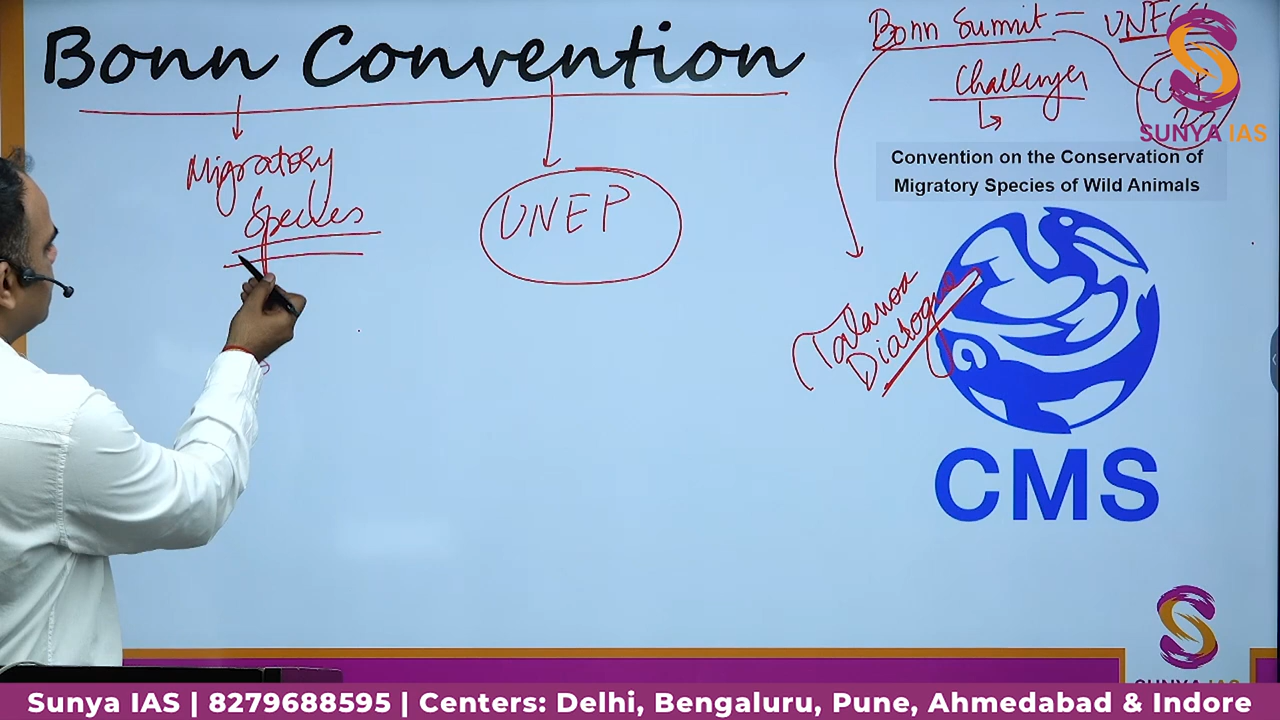 Bonn Convention
Migratory
Species
UNEP
Bonn Summit –
Challenges
SUNYA IAS
Convention on the Conservation of
Migratory Species of Wild Animals
Talanoa
Dialogue
CMS
Sunya IAS | 8279688595 | Centers: Delhi, Bengaluru, Pune, Ahmedabad & Indore